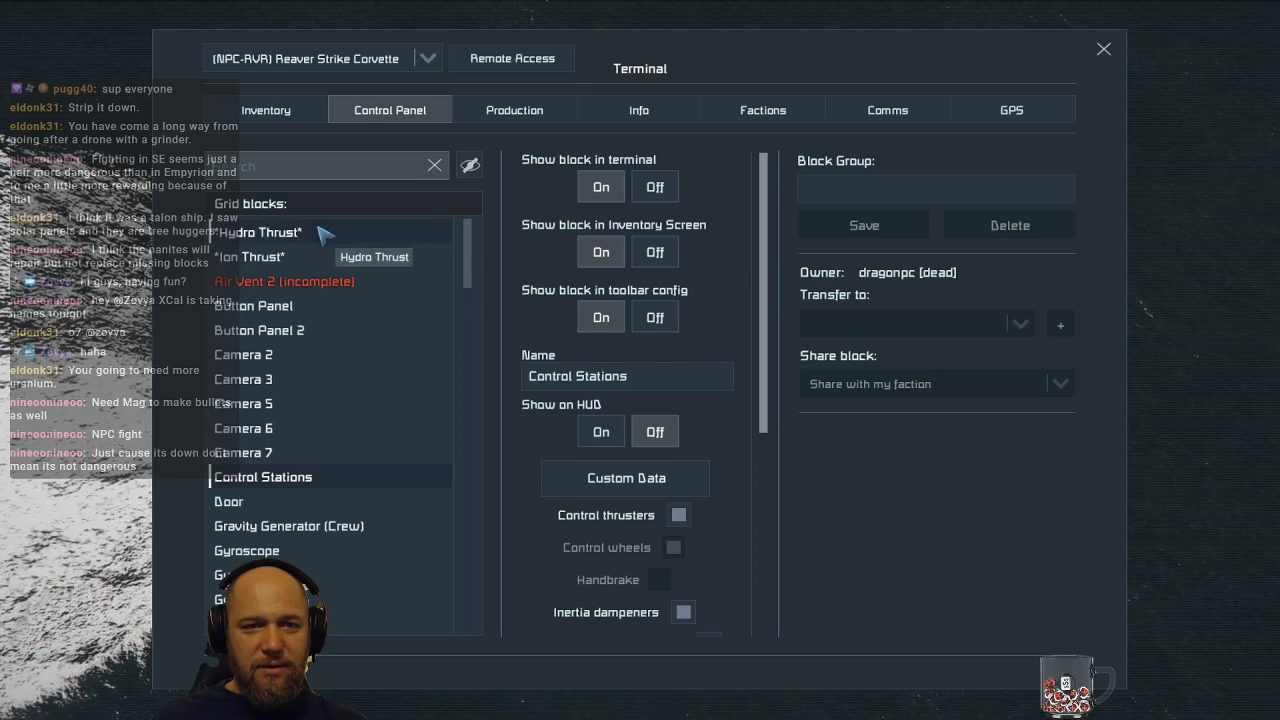 (NPC-RVR) Reaver Strike Corvette
Remote Access
Terminal
Inventory
Control Panel
Production
Info
Factions
Comms
GPS
pugg40: sup everyone
eldonk31: Strip it down.
eldonk31: You have come a long way from
going after a drone with a grinder.
nineoonineoo: Fighting in SE seems just a
hair more dangerous than in Empyrion and
to me a little more rewarding because of
that
eldonk31: I think it was a talon ship. I saw
solar panels and they are tree huggers.
nineoonineoo: I think the nanites will
repair but not replace missing blocks
Zovya: hi guys, having fun?
nineoonineoo: hey @Zovya XCal is taking
names tonight
eldonk31: o7 @zovya
Zovya: haha
eldonk31: Your going to need more
uranium.
nineoonineoo: Need Mag to make bullets
as well
nineoonineoo: NPC fight
nineoonineoo: Just cause its down dont
mean its not dangerous
Search
Grid blocks:
*Hydro Thrust*
*Ion Thrust*
Hydro Thrust
Air Vent 2 (incomplete)
Button Panel
Button Panel 2
Camera 2
Camera 3
Camera 5
Camera 6
Camera 7
Control Stations
Door
Gravity Generator (Crew)
Gyroscope
Show block in terminal
On
Off
Show block in Inventory Screen
On
Off
Show block in toolbar config
On
Off
Name
Control Stations
Show on HUD
On
Off
Custom Data
Control thrusters
Control wheels
Handbrake
Inertia dampeners
Block Group:
Save
Delete
Owner: dragonpc [dead]
Transfer to:
+
Share block:
Share with my faction